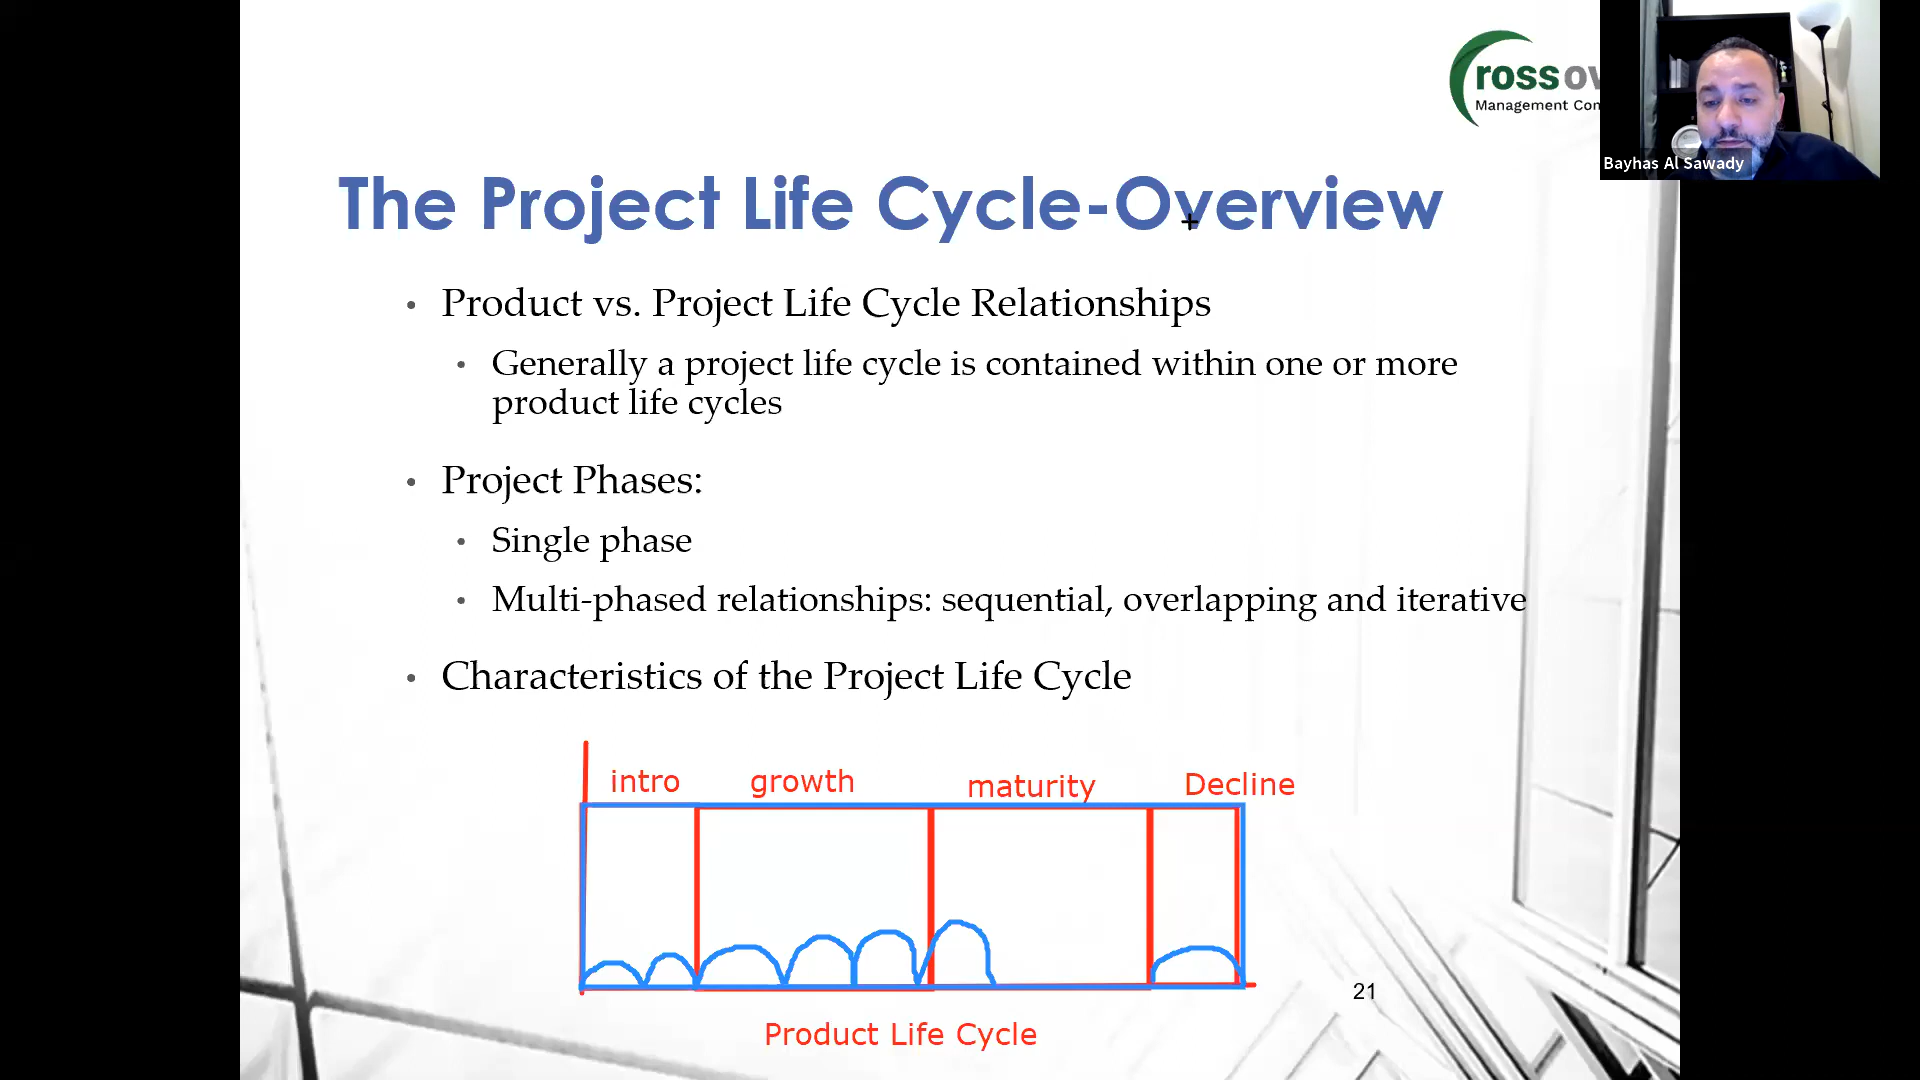 ross ov
Management Con
Bayhas Al Sawady
The Project Life Cycle-Overview
• Product vs. Project Life Cycle Relationships
• Generally a project life cycle is contained within one or more
product life cycles
• Project Phases:
• Single phase
• Multi-phased relationships: sequential, overlapping and iterative
• Characteristics of the Project Life Cycle
intro growth maturity Decline
21
Product Life Cycle